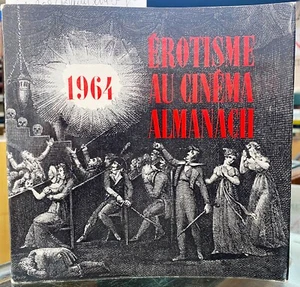 1964
ÉROTISME
AU CINÉMA
ALMANACH